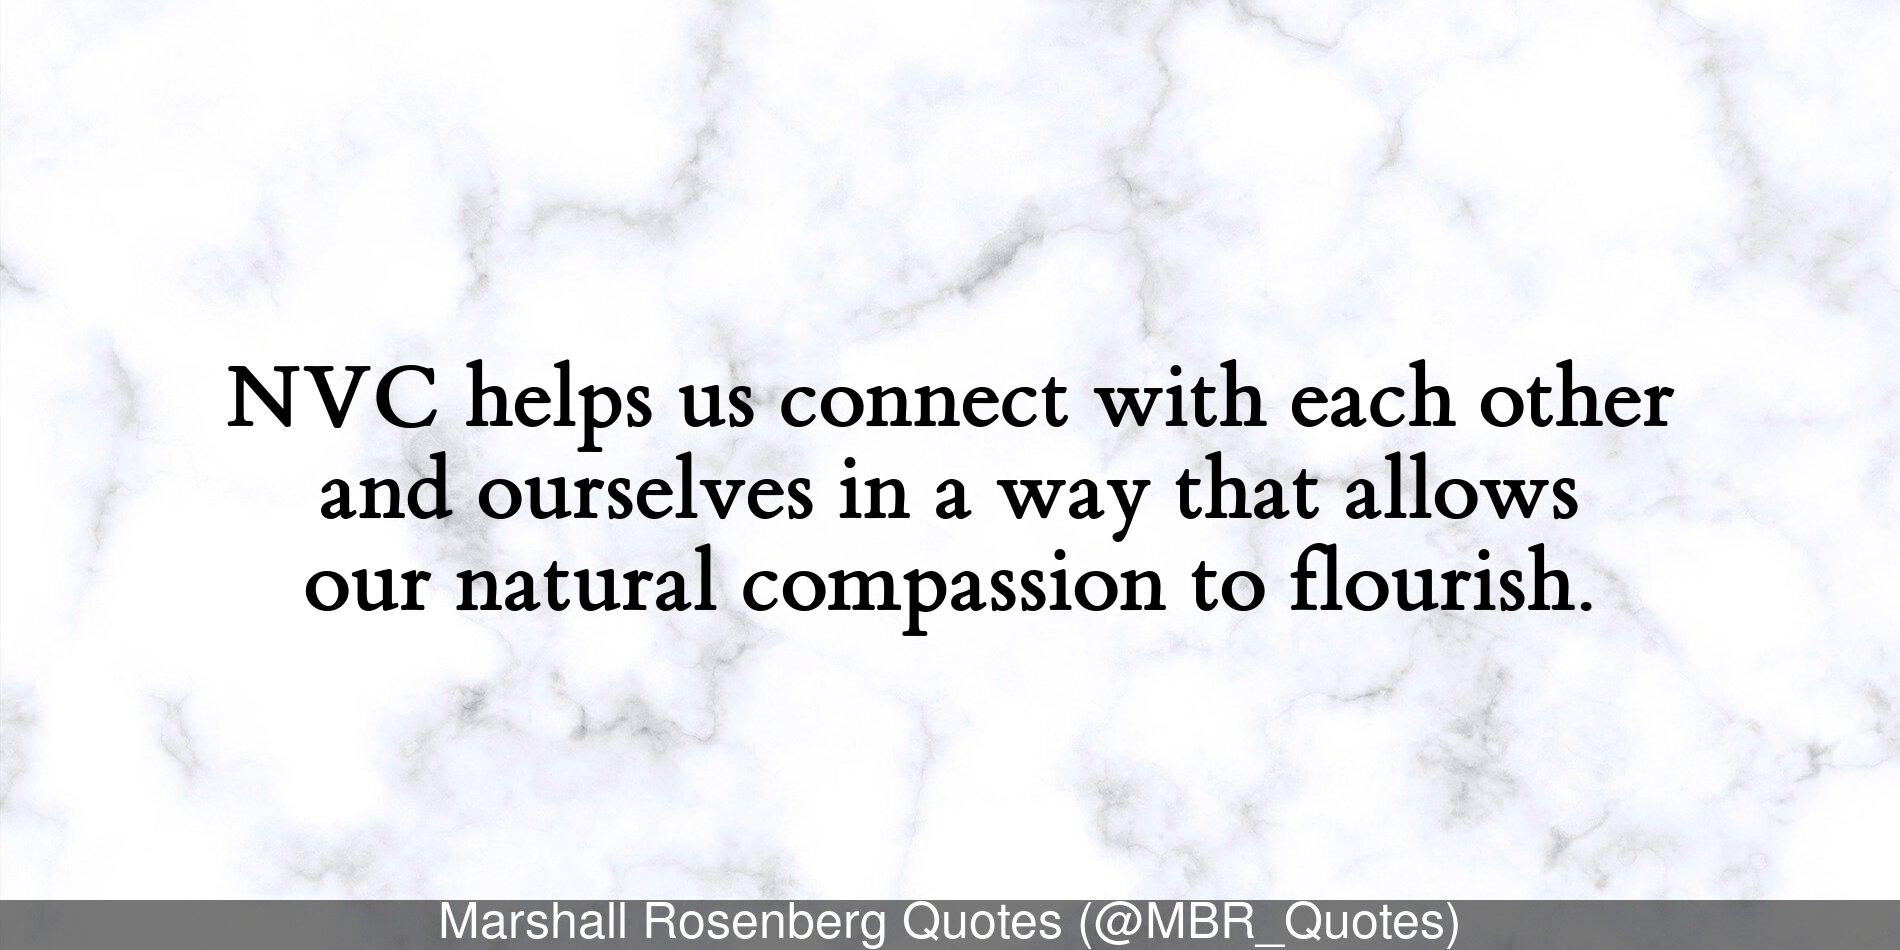 NVC helps us connect with each other
and ourselves in a way that allows
our natural compassion to flourish.
Marshall Rosenberg Quotes (@MBR_Quotes)